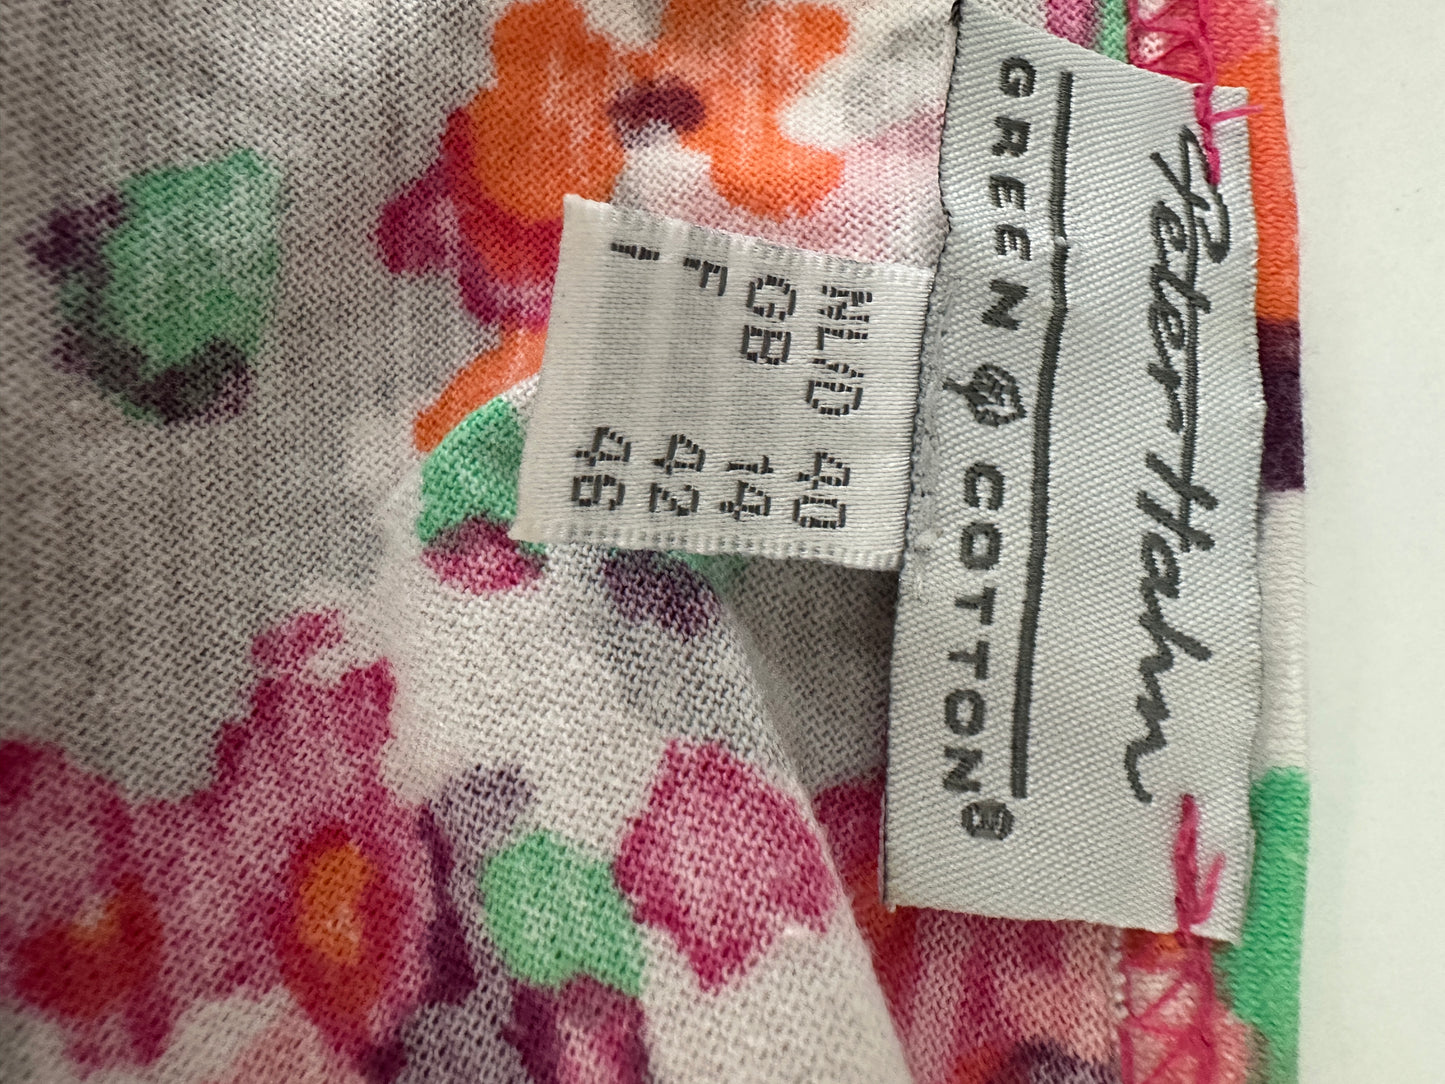 Peter Hahn
GREEN COTTON®
NL/D 40
GB 14
F 42
I 46